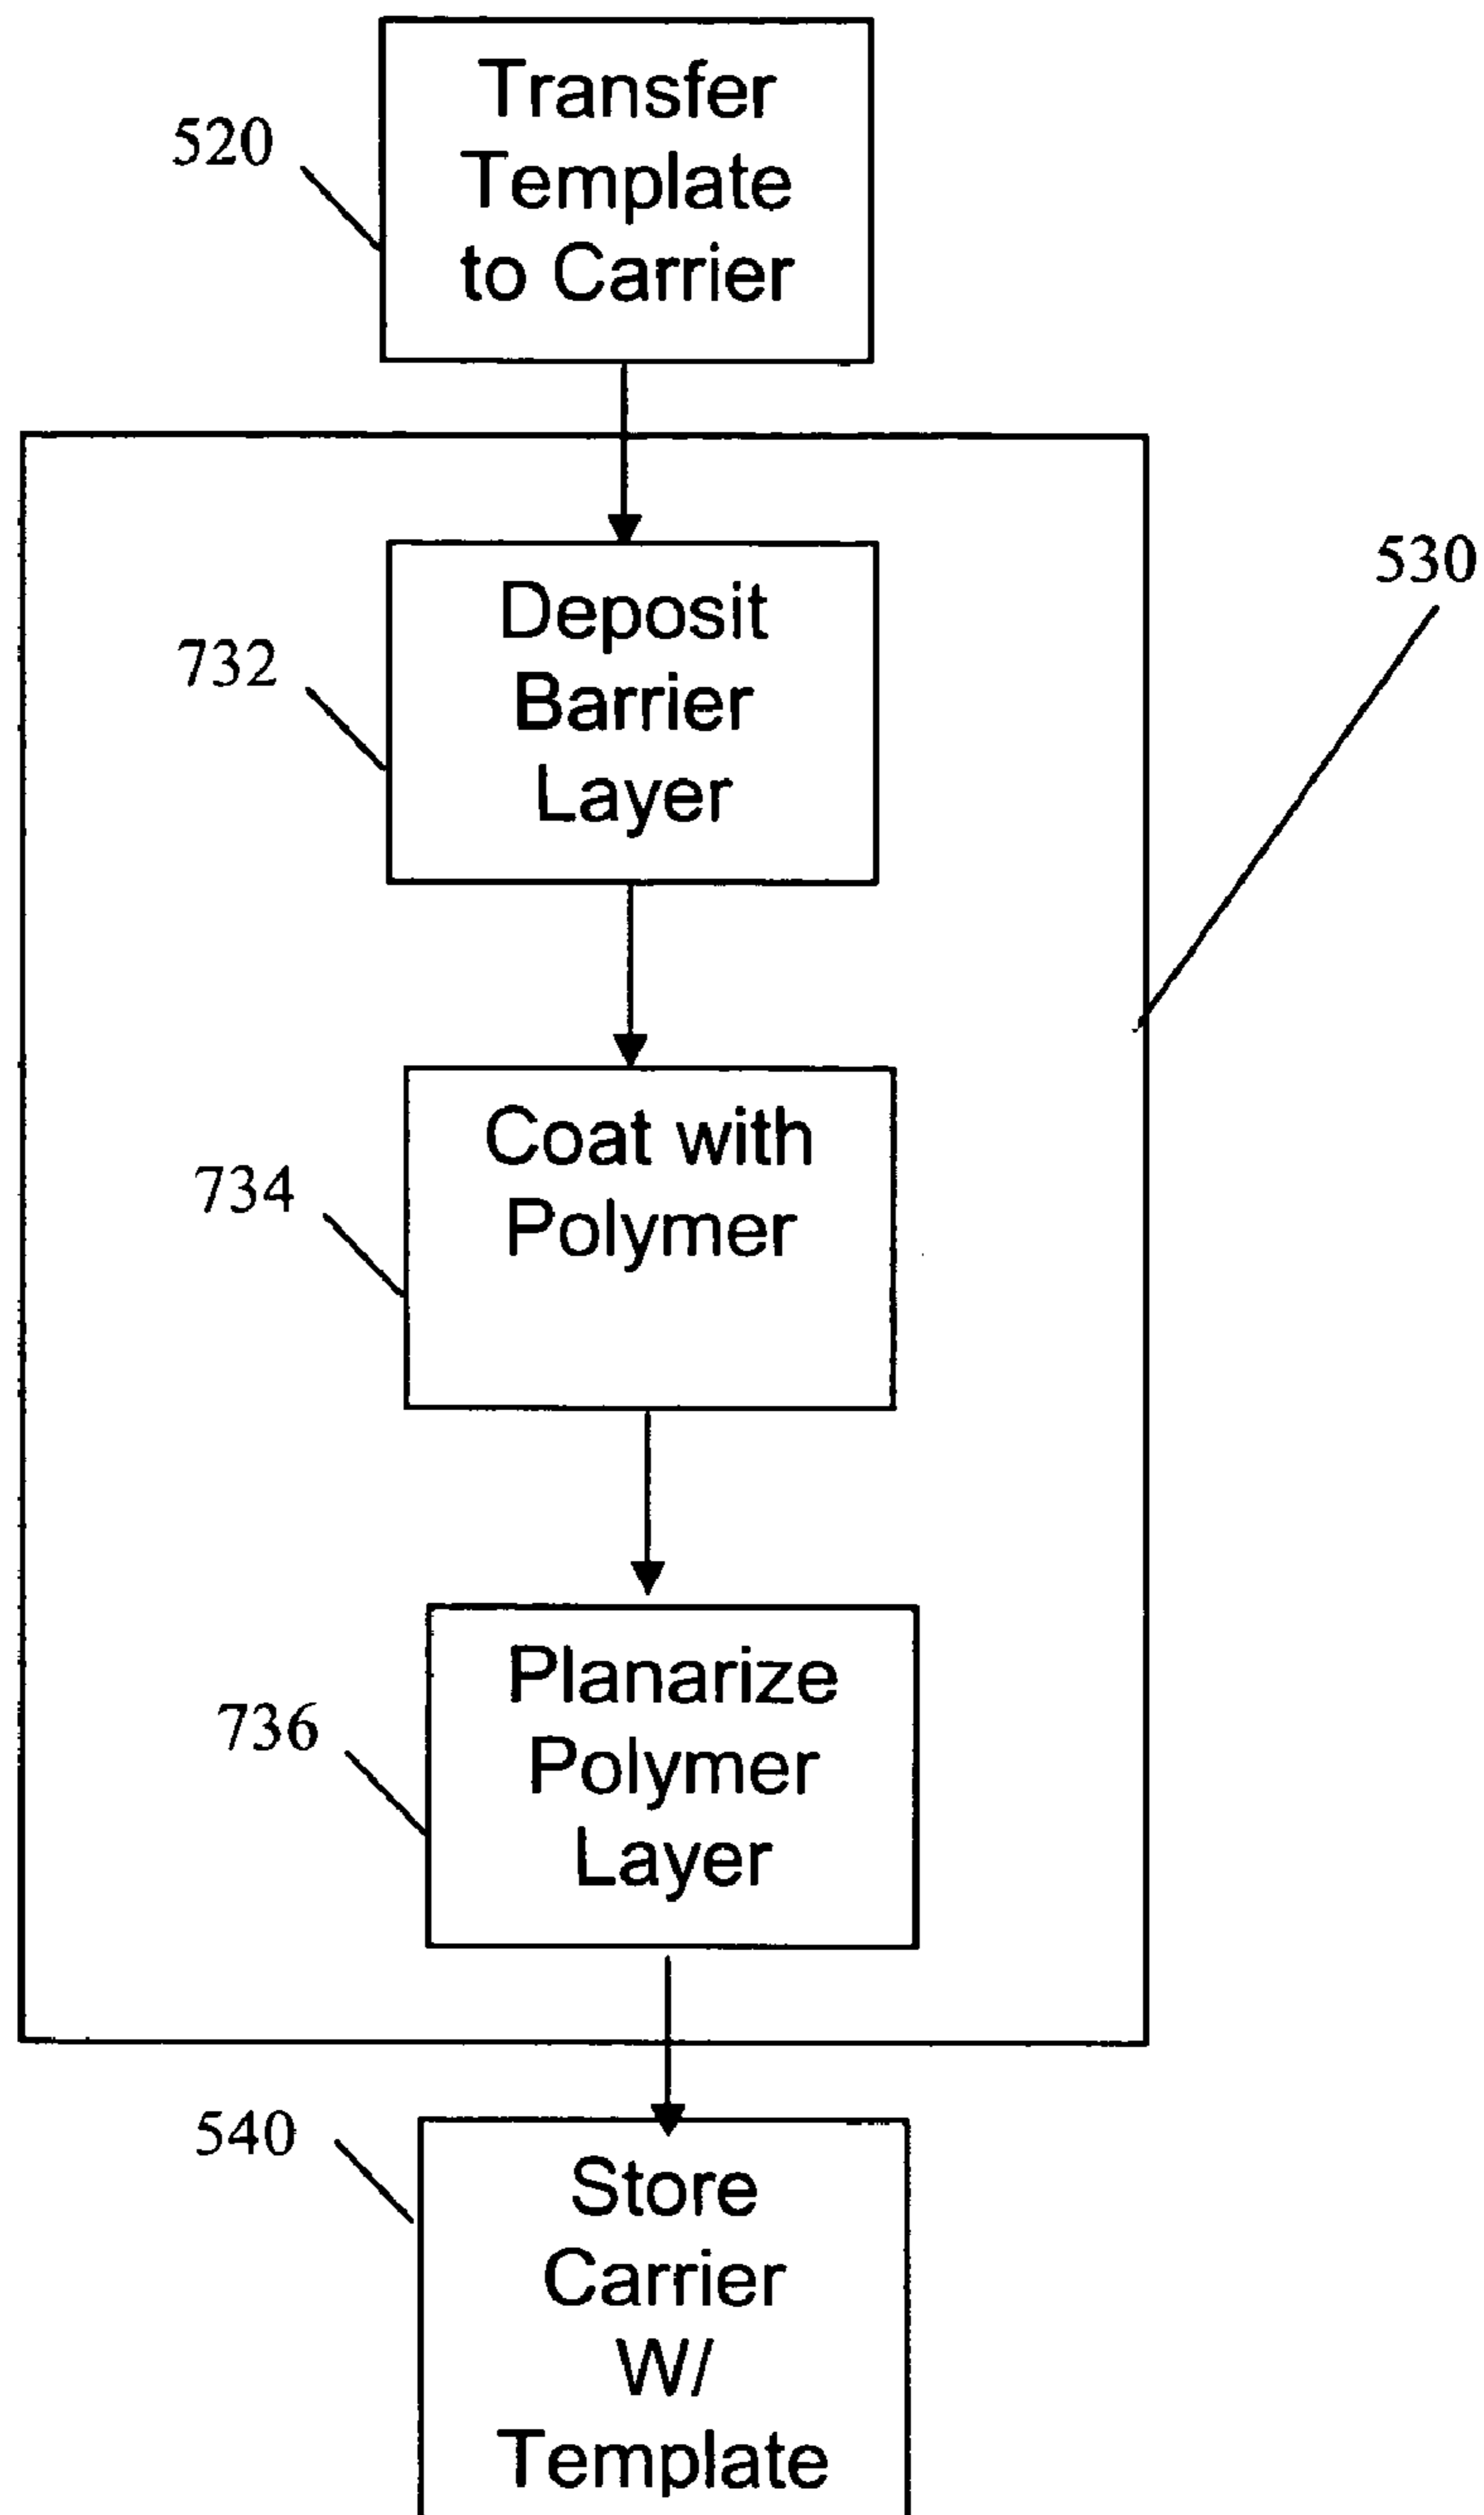 520
Transfer
Template
to Carrier
530
732
Deposit
Barrier
Layer
734
Coat with
Polymer
736
Planarize
Polymer
Layer
540
Store
Carrier
W/
Template